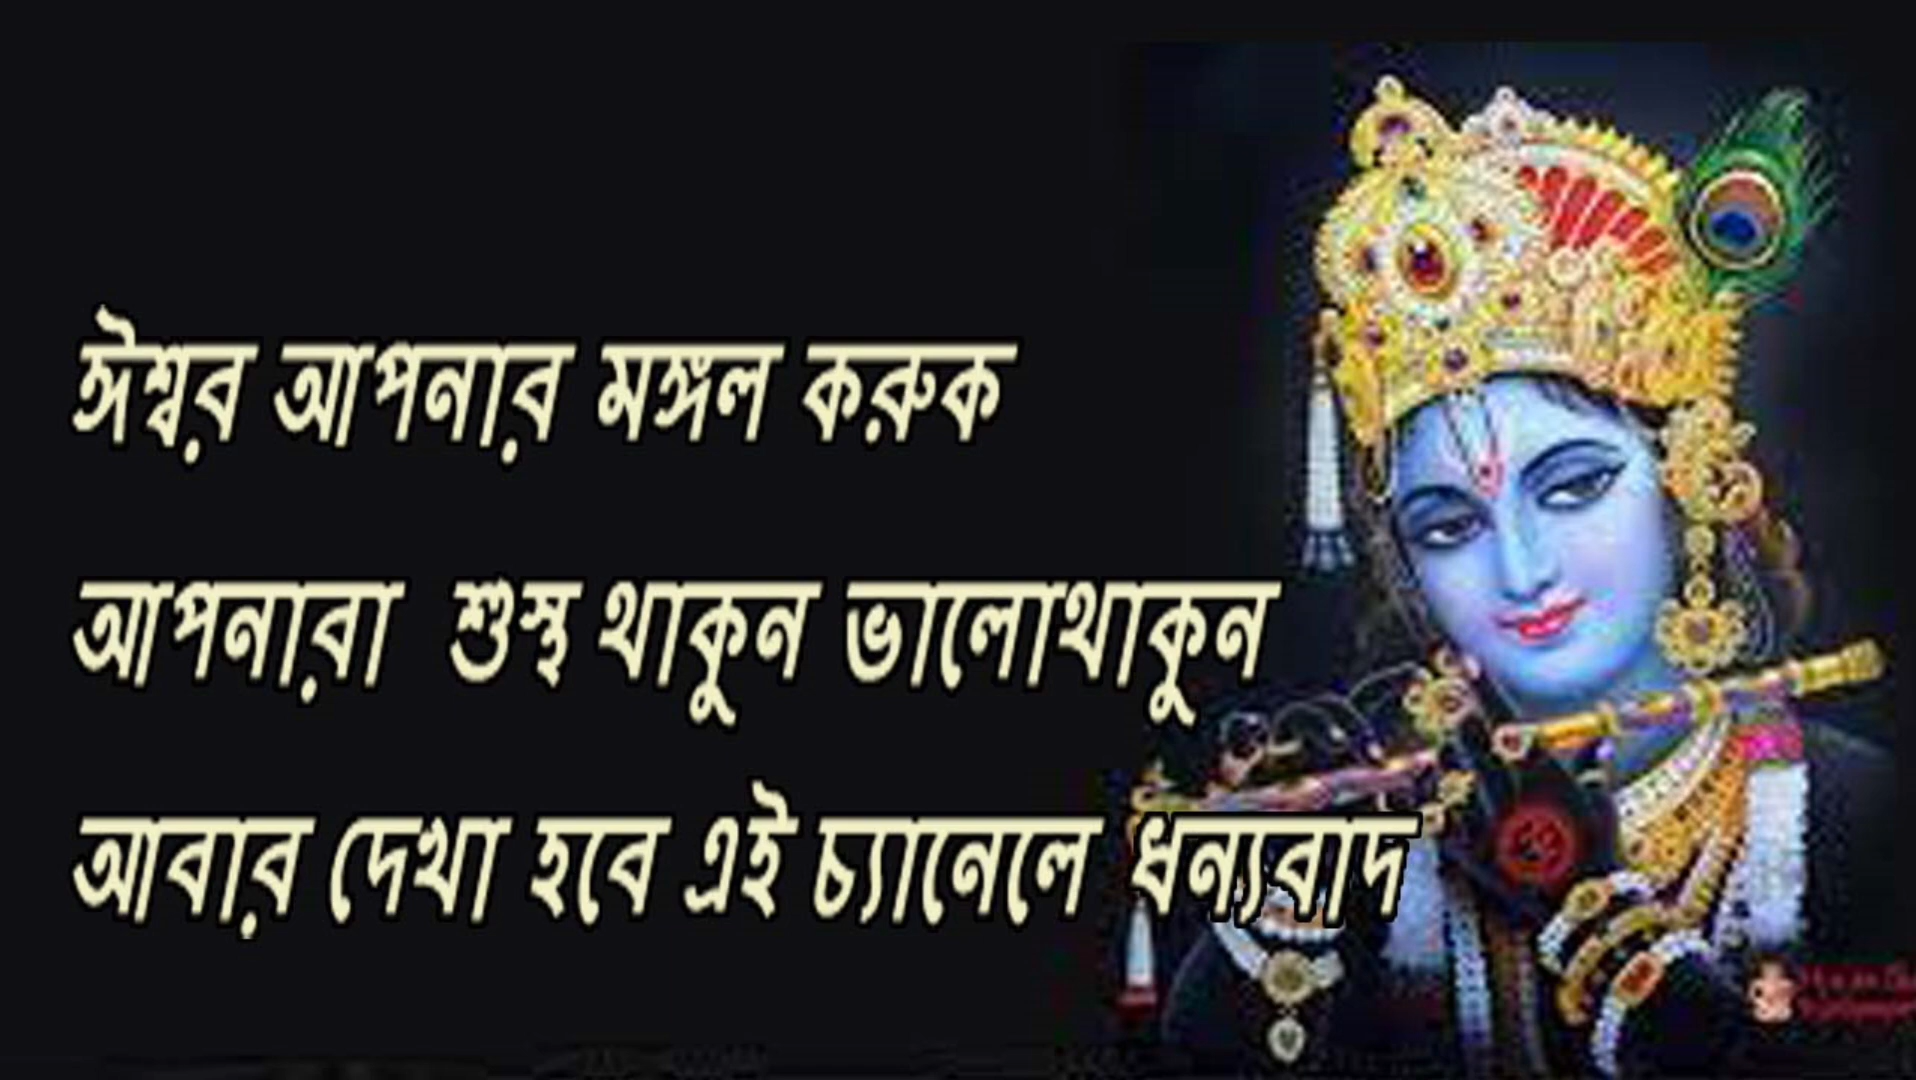 ঈশ্বর আপনার মঙ্গল করুক
আপনারা শুস্থ থাকুন ভালোথাকুন
আবার দেখা হবে এই চ্যানেলে ধন্যবাদ